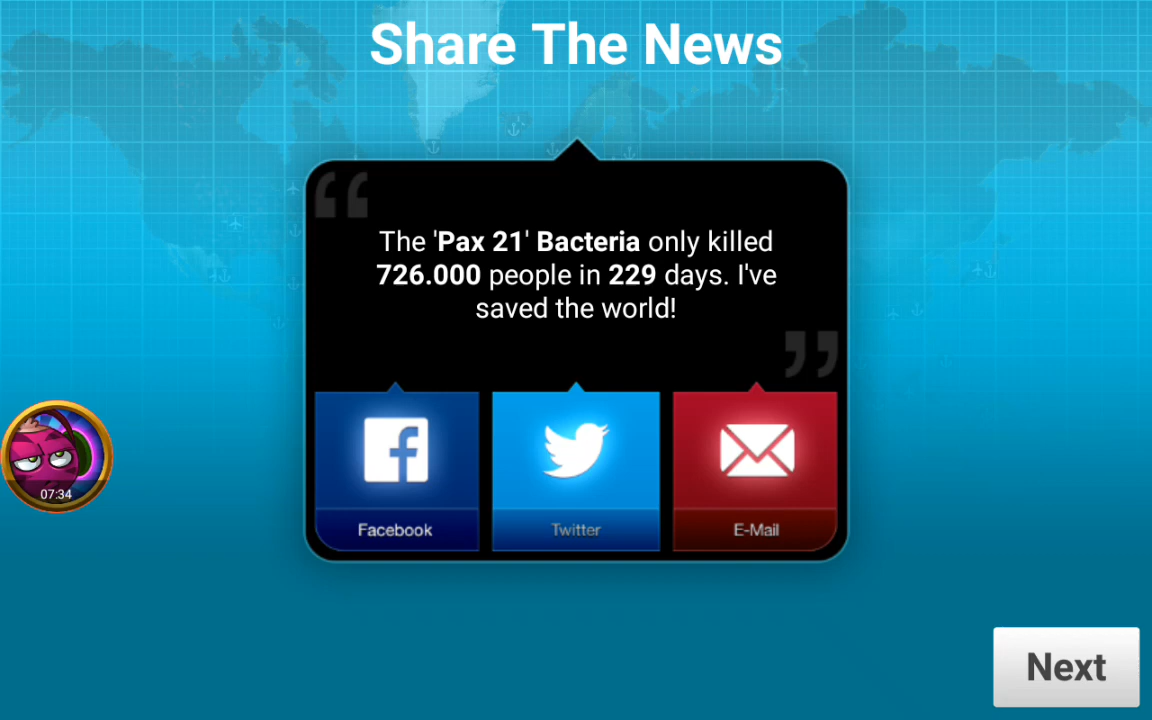 Share The News
The 'Pax 21' Bacteria only killed
726.000 people in 229 days. I've
saved the world!
07:34
Facebook
Twitter
E-Mail
Next